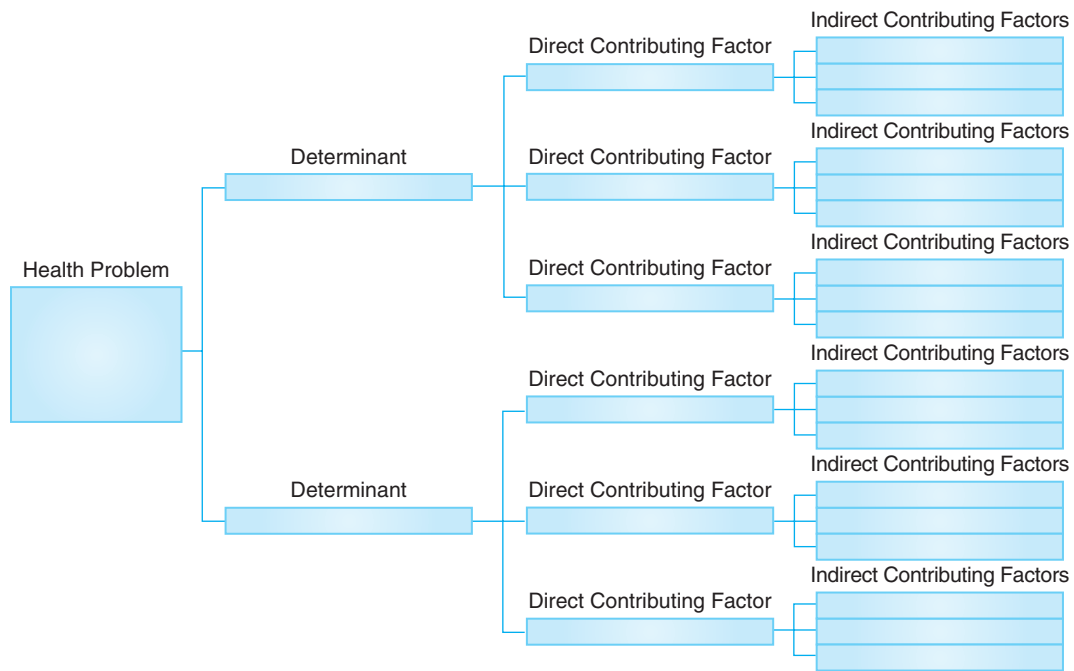 Indirect Contributing Factors
Direct Contributing Factor
Indirect Contributing Factors
Determinant
Direct Contributing Factor
Indirect Contributing Factors
Health Problem
Direct Contributing Factor
Indirect Contributing Factors
Direct Contributing Factor
Indirect Contributing Factors
Determinant
Direct Contributing Factor
Indirect Contributing Factors
Direct Contributing Factor